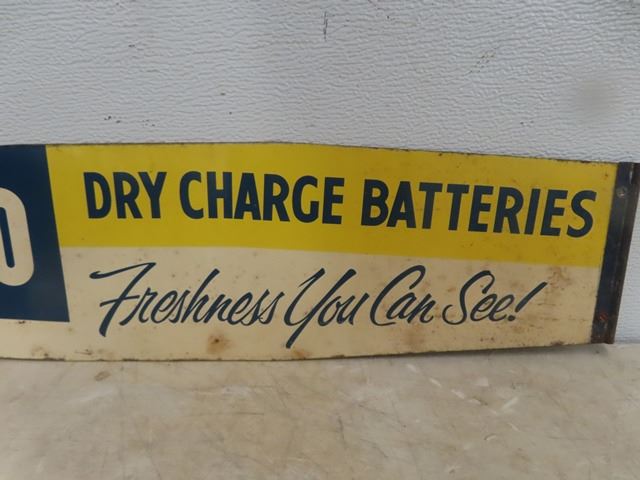 DRY CHARGE BATTERIES
Freshness You Can See!